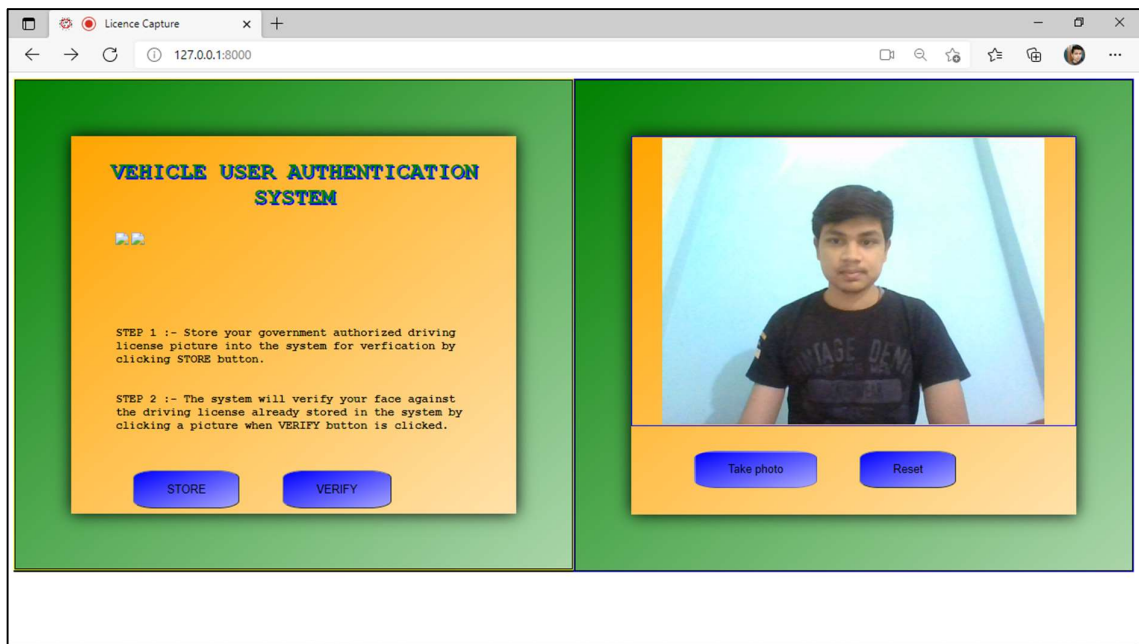 Licence Capture
127.0.0.1:8000
VEHICLE USER AUTHENTICATION
SYSTEM
STEP 1 :- Store your government authorized driving
license picture into the system for verfication by
clicking STORE button.
STEP 2 :- The system will verify your face against
the driving license already stored in the system by
clicking a picture when VERIFY button is clicked.
STORE
VERIFY
Take photo
Reset